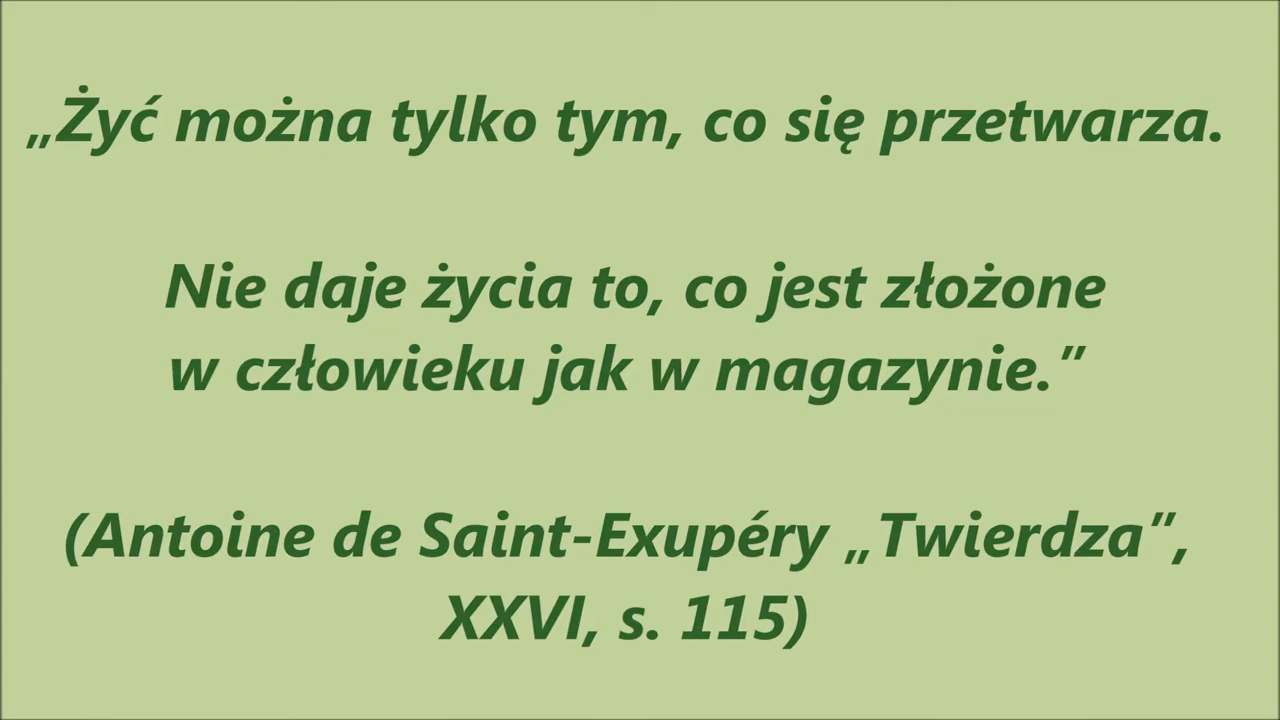 „Żyć można tylko tym, co się przetwarza.
Nie daje życia to, co jest złożone
w człowieku jak w magazynie.”
(Antoine de Saint-Exupéry „Twierdza”,
XXVI, s. 115)